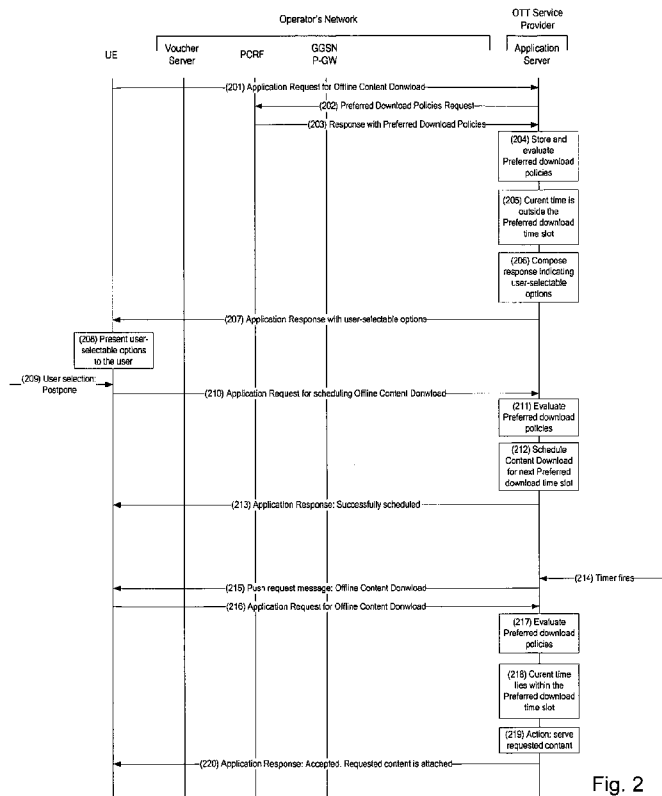 Operator's Network
OTT Service
Provider
UE
Voucher
Server
PCRF
GGSN
P-GW
Application
Server
(201) Application Request for Offline Content Donwload
(202) Preferred Download Policies Request
(203) Response with Preferred Download Policies
(204) Store and
evaluate
Preferred download
policies
(205) Curent time is
outside the
Preferred download
time slot
(206) Compose
response indicating
user-selectable
options
(207) Application Response with user-selectable options
(208) Present user-
selectable options
to the user
(209) User selection:
Postpone
(210) Application Request for scheduling Offline Content Donwload
(211) Evaluate
Preferred download
policies
(212) Schedule
Content Download
for next Preferred
download time slot
(213) Application Response: Successfully scheduled
(214) Timer fires
(215) Push request message: Offline Content Donwload
(216) Application Request for Offline Content Donwload
(217) Evaluate
Preferred download
policies
(218) Curent time
lies within the
Preferred download
time slot
(219) Action: serve
requested content
(220) Application Response: Accepted. Requested content is attached
Fig. 2